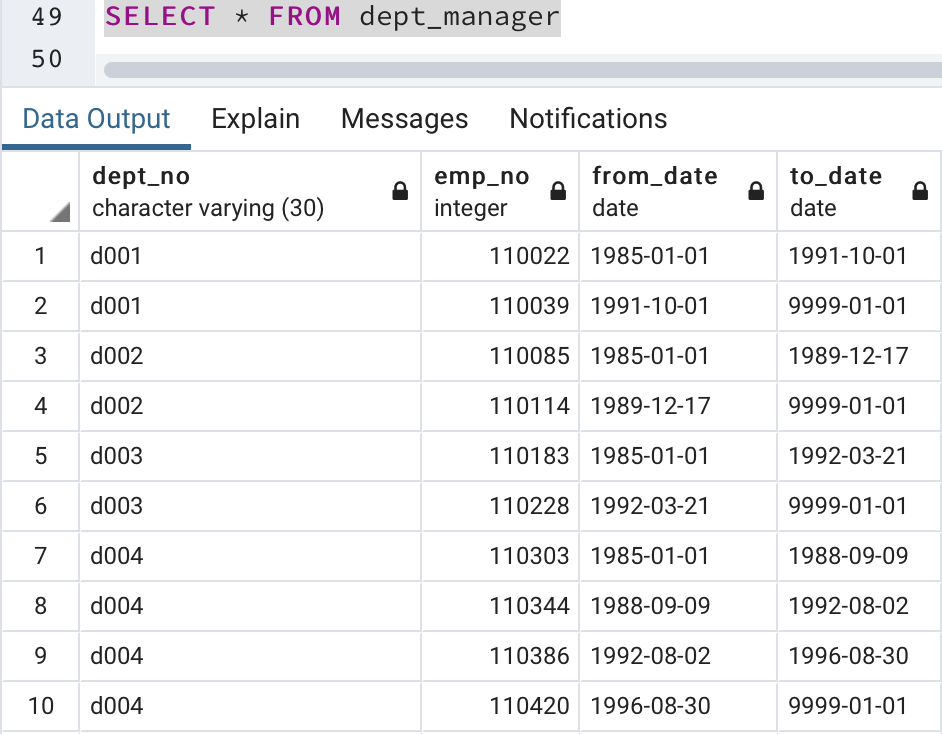 49 SELECT * FROM dept_manager
50
Data Output Explain Messages Notifications
dept_no emp_no from_date to_date
character varying (30) integer date date
1 d001 110022 1985-01-01 1991-10-01
2 d001 110039 1991-10-01 9999-01-01
3 d002 110085 1985-01-01 1989-12-17
4 d002 110114 1989-12-17 9999-01-01
5 d003 110183 1985-01-01 1992-03-21
6 d003 110228 1992-03-21 9999-01-01
7 d004 110303 1985-01-01 1988-09-09
8 d004 110344 1988-09-09 1992-08-02
9 d004 110386 1992-08-02 1996-08-30
10 d004 110420 1996-08-30 9999-01-01